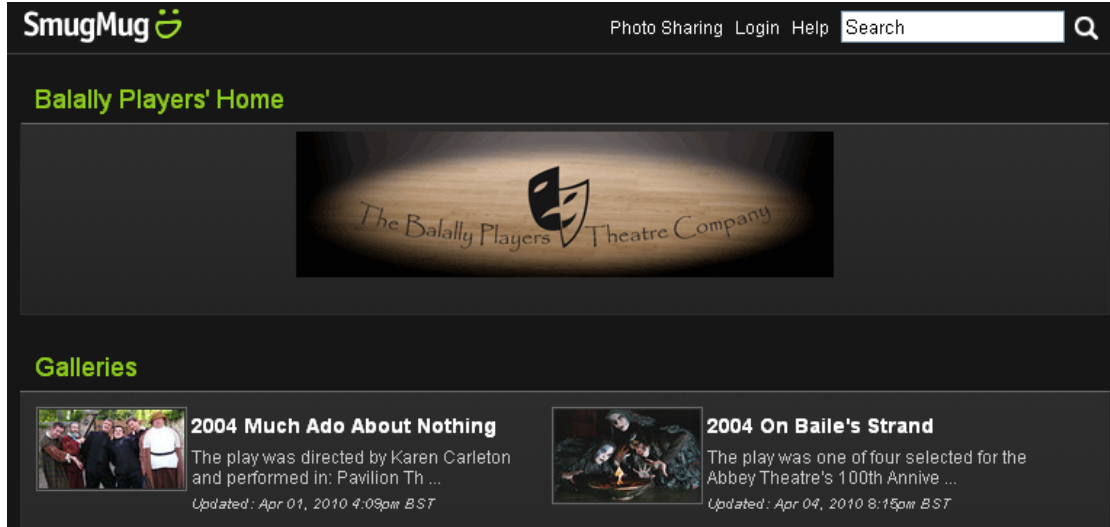 SmugMug
Photo Sharing Login Help Search
Balally Players' Home
The Balally Players Theatre Company
Galleries
2004 Much Ado About Nothing
The play was directed by Karen Carleton
and performed in: Pavilion Th ...
Updated: Apr 01, 2010 4:09pm BST
2004 On Baile's Strand
The play was one of four selected for the
Abbey Theatre's 100th Annive ...
Updated: Apr 04, 2010 8:15pm BST